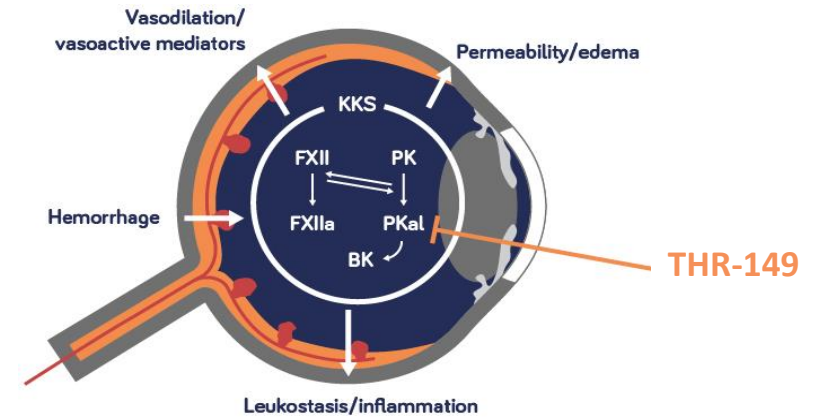 Vasodilation/
vasoactive mediators
Permeability/edema
KKS
FXII PK
Hemorrhage
FXIIa PKal
BK
THR-149
Leukostasis/inflammation